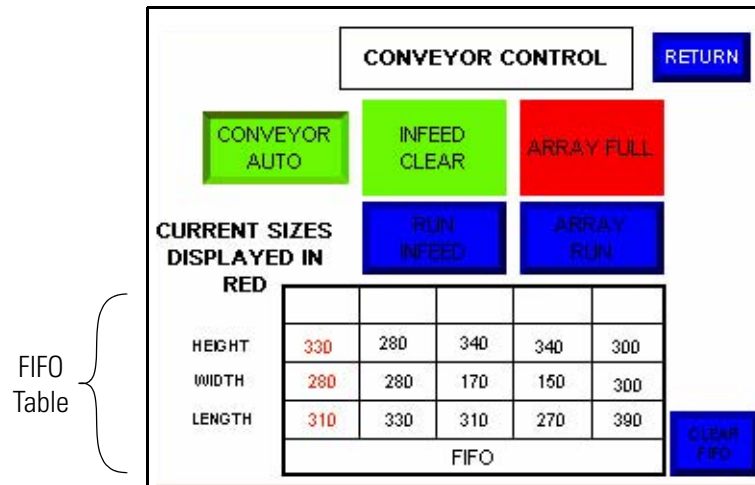 CONVEYOR CONTROL
RETURN
CONVEYOR
AUTO
INFEED
CLEAR
ARRAY FULL
CURRENT SIZES
DISPLAYED IN
RED
RUN
INFEED
ARRAY
RUN
FIFO
Table
HEIGHT 330 280 340 340 300
WIDTH 280 280 170 150 300
LENGTH 310 330 310 270 390
FIFO
CLEAR
FIFO